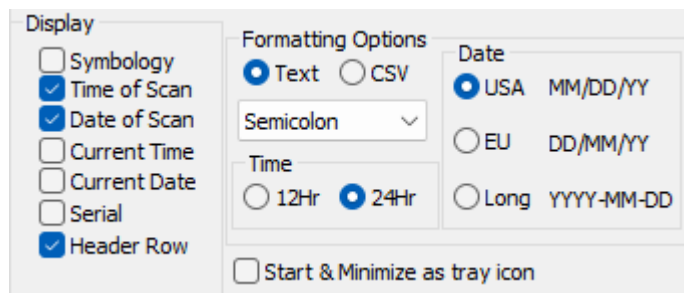 Display
Symbology
Time of Scan
Date of Scan
Current Time
Current Date
Serial
Header Row
Formatting Options
Text CSV
Semicolon
Time
12Hr 24Hr
Date
USA MM/DD/YY
EU DD/MM/YY
Long YYYY-MM-DD
Start & Minimize as tray icon